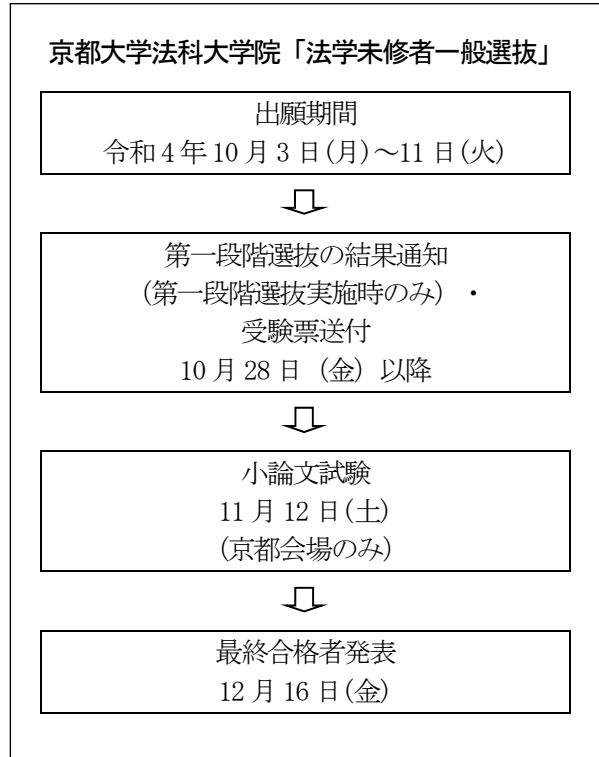 京都大学法科大学院「法学未修者一般選抜」
出願期間
令和4年10月3日(月)~11日(火)
第一段階選抜の結果通知
(第一段階選抜実施時のみ)・
受験票送付
10月28日(金)以降
小論文試験
11月12日(土)
(京都会場のみ)
最終合格者発表
12月16日(金)